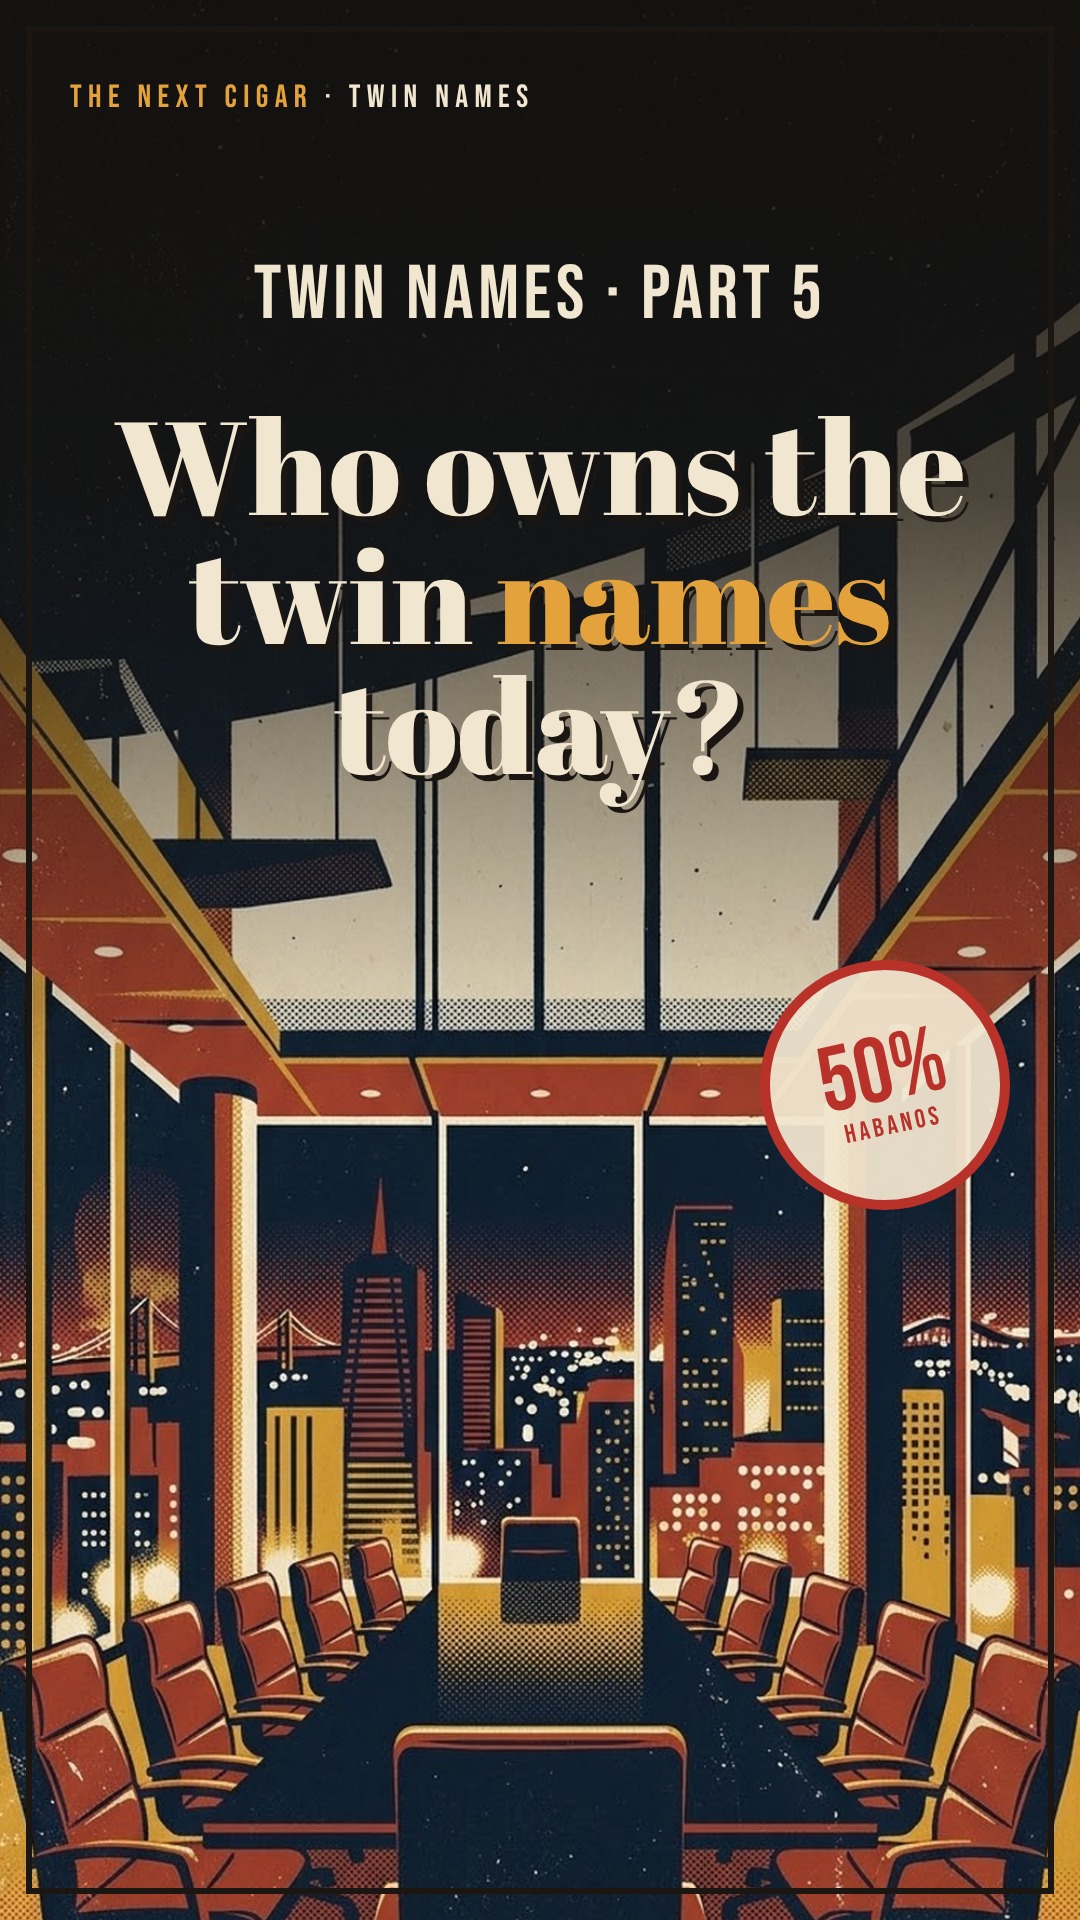 THE NEXT CIGAR · TWIN NAMES
TWIN NAMES · PART 5
Who owns the
twin names
today?
50%
HABANOS